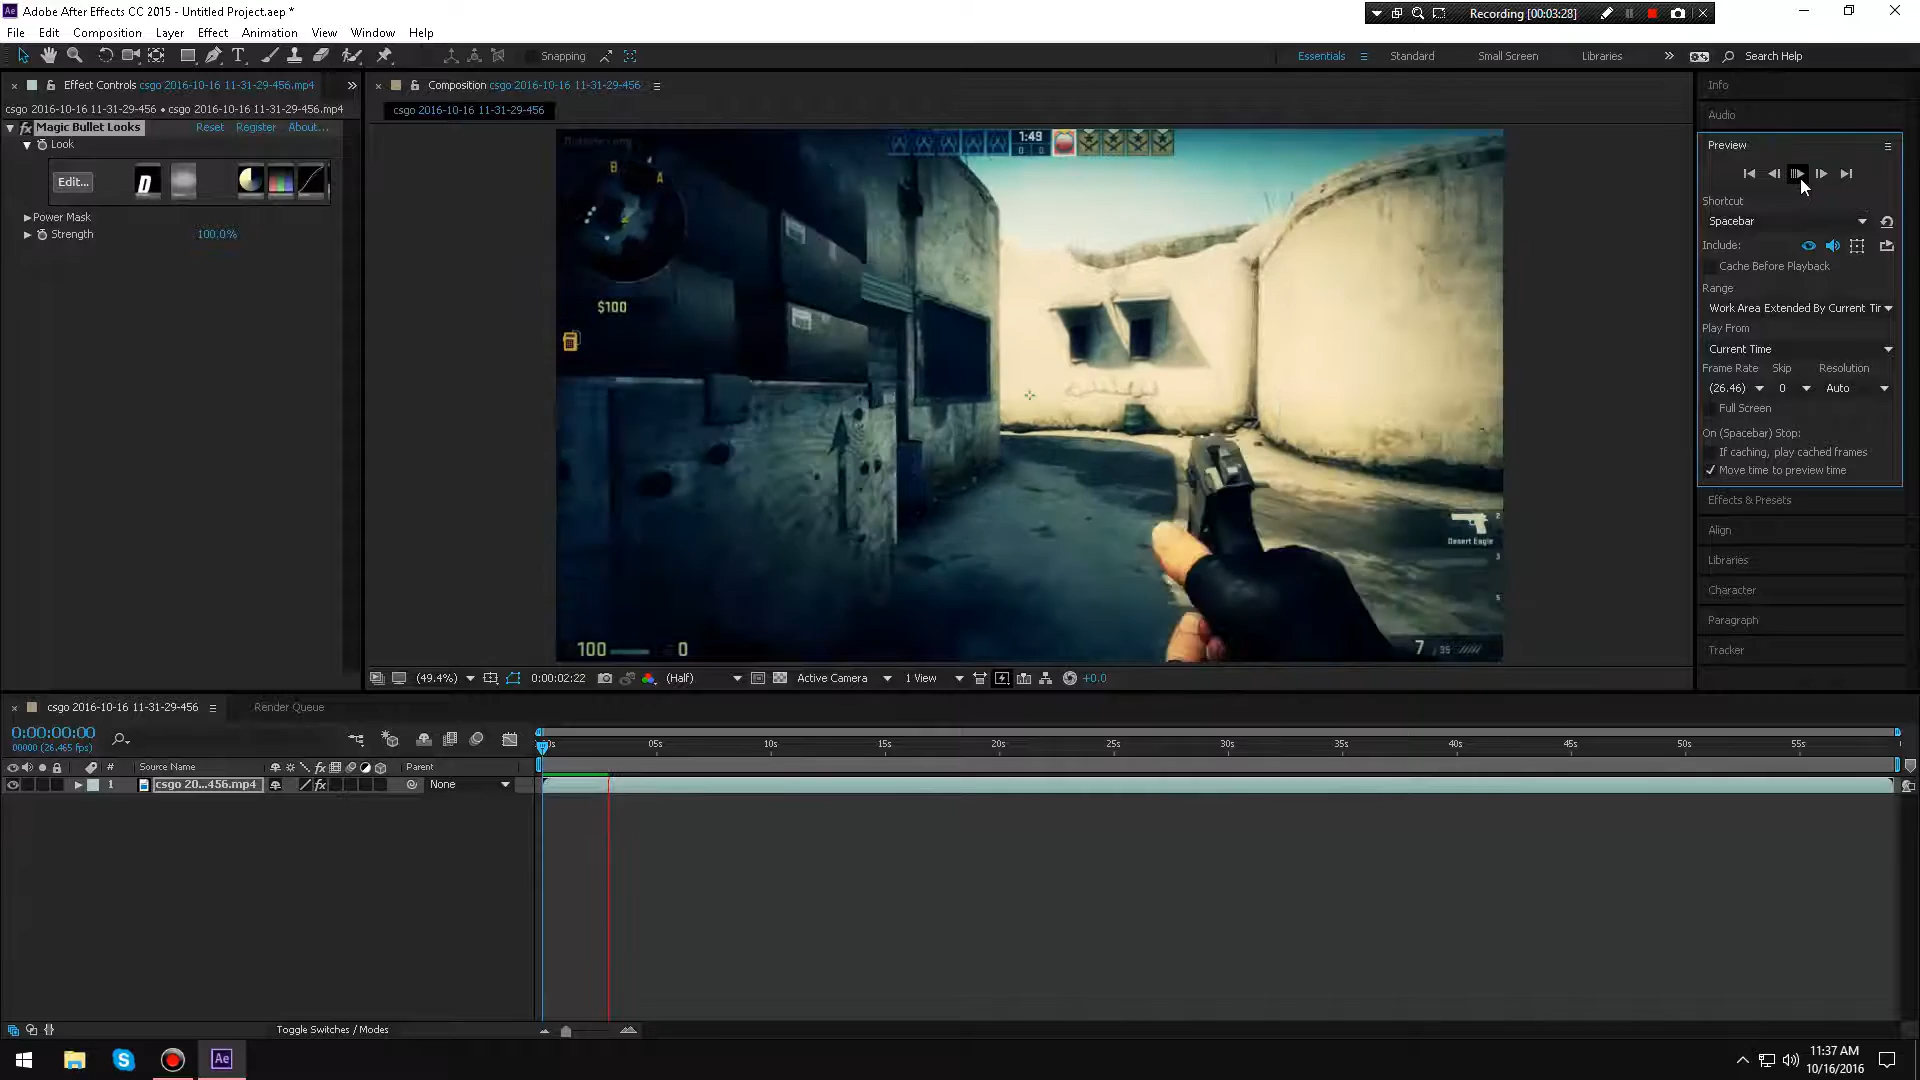 Adobe After Effects CC 2015 - Untitled Project.aep *
Recording [00:03:28]
File Edit Composition Layer Effect Animation View Window Help
Snapping
Essentials Standard Small Screen Libraries Search Help
Effect Controls csgo 2016-10-16 11-31-29-456.mp4
Composition csgo 2016-10-16 11-31-29-456
Info
csgo 2016-10-16 11-31-29-456 • csgo 2016-10-16 11-31-29-456.mp4
csgo 2016-10-16 11-31-29-456
Audio
fx Magic Bullet Looks Reset Register About...
Look
Edit...
Power Mask
Strength 100.0%
1:49
0 0
B
A
$100
Desert Eagle
2
3
5
100 0
7 / 35
Preview
Shortcut
Spacebar
Include:
Cache Before Playback
Range
Work Area Extended By Current Tir
Play From
Current Time
Frame Rate Skip Resolution
(26.46) 0 Auto
Full Screen
On (Spacebar) Stop:
If caching, play cached frames
Move time to preview time
Effects & Presets
Align
Libraries
Character
Paragraph
Tracker
(49.4%) 0:00:02:22 (Half) Active Camera 1 View +0.0
csgo 2016-10-16 11-31-29-456 Render Queue
0:00:00:00
00000 (26.465 fps)
05s 10s 15s 20s 25s 30s 35s 40s 45s 50s 55s
# Source Name fx Parent
1 csgo 20...456.mp4 fx None
Toggle Switches / Modes
Ae
11:37 AM
10/16/2016